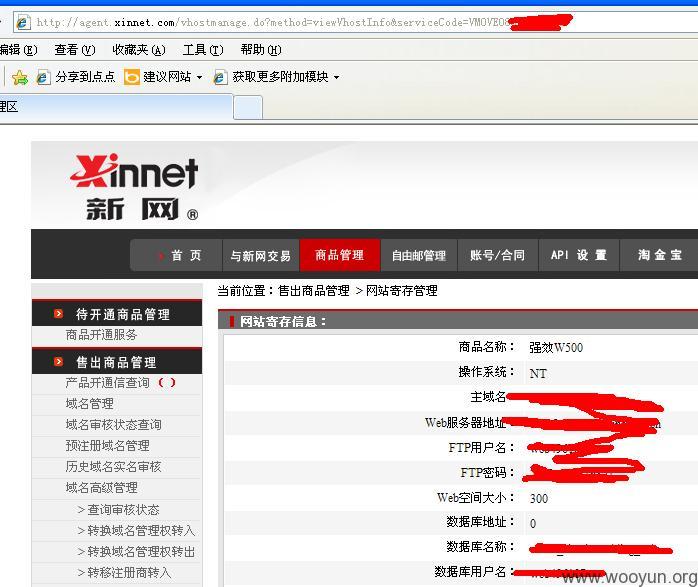 http://agent.xinnet.com/vhostmanage.do?method=viewVhostInfo&serviceCode=VMOVE08
编辑(E) 查看(V) 收藏夹(A) 工具(T) 帮助(H)
分享到点点 建议网站 获取更多附加模块
理区
Xinnet
新网®
首 页 与新网交易 商品管理 自由邮管理 账号/合同 API 设 置 淘 金 宝
当前位置：售出商品管理 > 网站寄存管理
待开通商品管理
商品开通服务
售出商品管理
产品开通信查询 ( )
域名管理
域名审核状态查询
预注册域名管理
历史域名实名审核
域名高级管理
> 查询审核状态
> 转换域名管理权转入
> 转换域名管理权转出
> 转移注册商转入
网站寄存信息：
商品名称： 强效W500
操作系统： NT
主域名
Web服务器地址
FTP用户名：
FTP密码：
Web空间大小： 300
数据库地址： 0
数据库名称：
数据库用户名：
www.wooyun.org